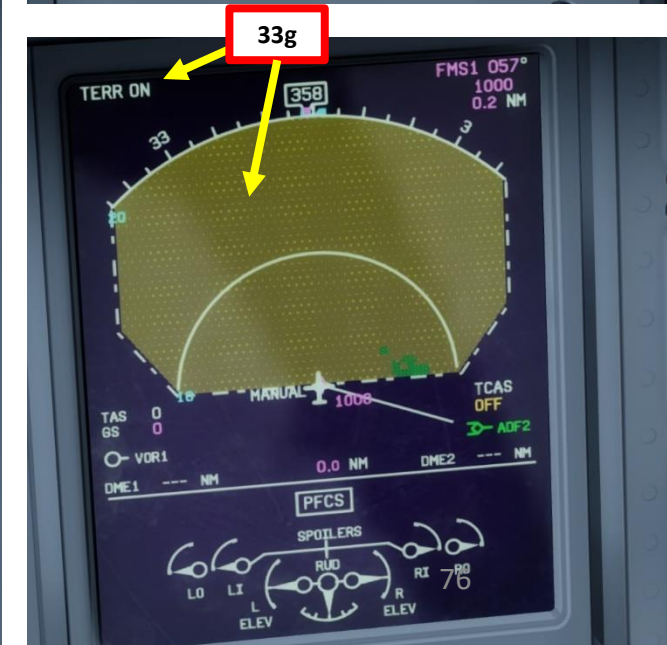 33g
TERR ON
358
FMS1 057°
1000
0.2 NM
33
3
20
10
MANUAL
1000
TCAS
OFF
TAS 0
GS 0
ADF2
VOR1
0.0 NM
DME1 --- NM
DME2 --- NM
PFCS
SPOILERS
LO
LI
RUD
RI
RO
76
L
ELEV
R
ELEV